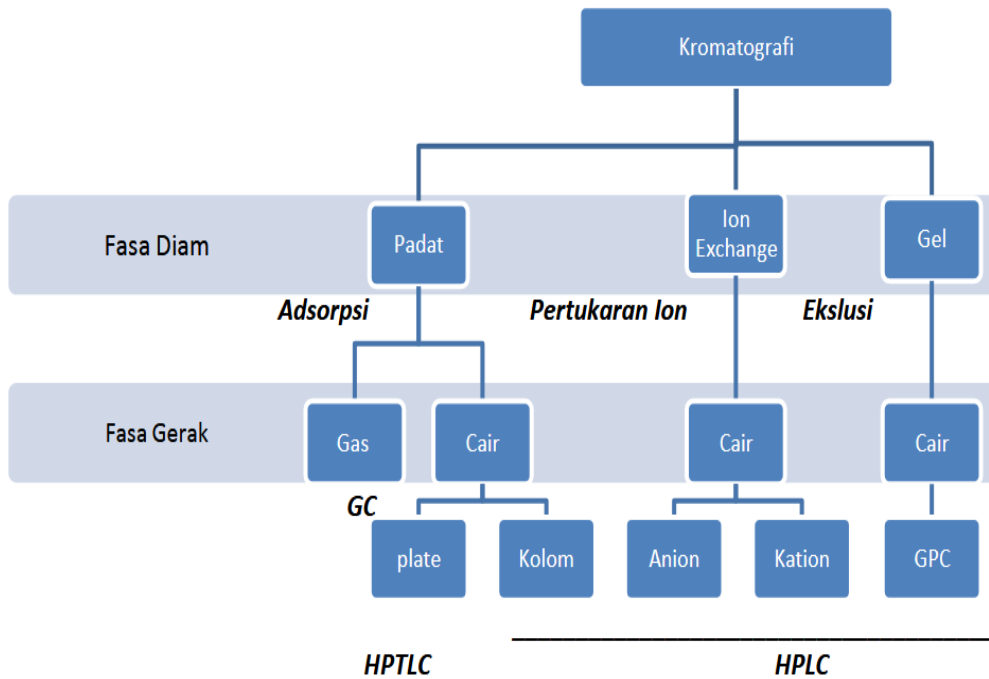 Kromatografi
Fasa Diam
Padat
Ion
Exchange
Gel
Adsorpsi
Pertukaran Ion
Ekslusi
Fasa Gerak
Gas
Cair
Cair
Cair
GC
plate
Kolom
Anion
Kation
GPC
HPTLC
HPLC